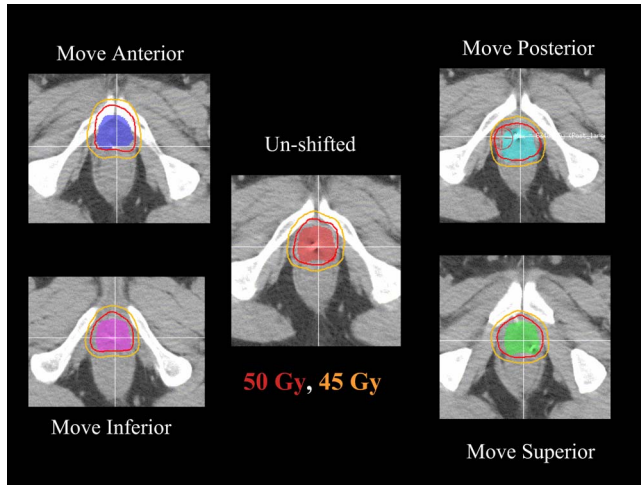 Move Anterior
Move Posterior
Un-shifted
50 Gy, 45 Gy
Move Inferior
Move Superior